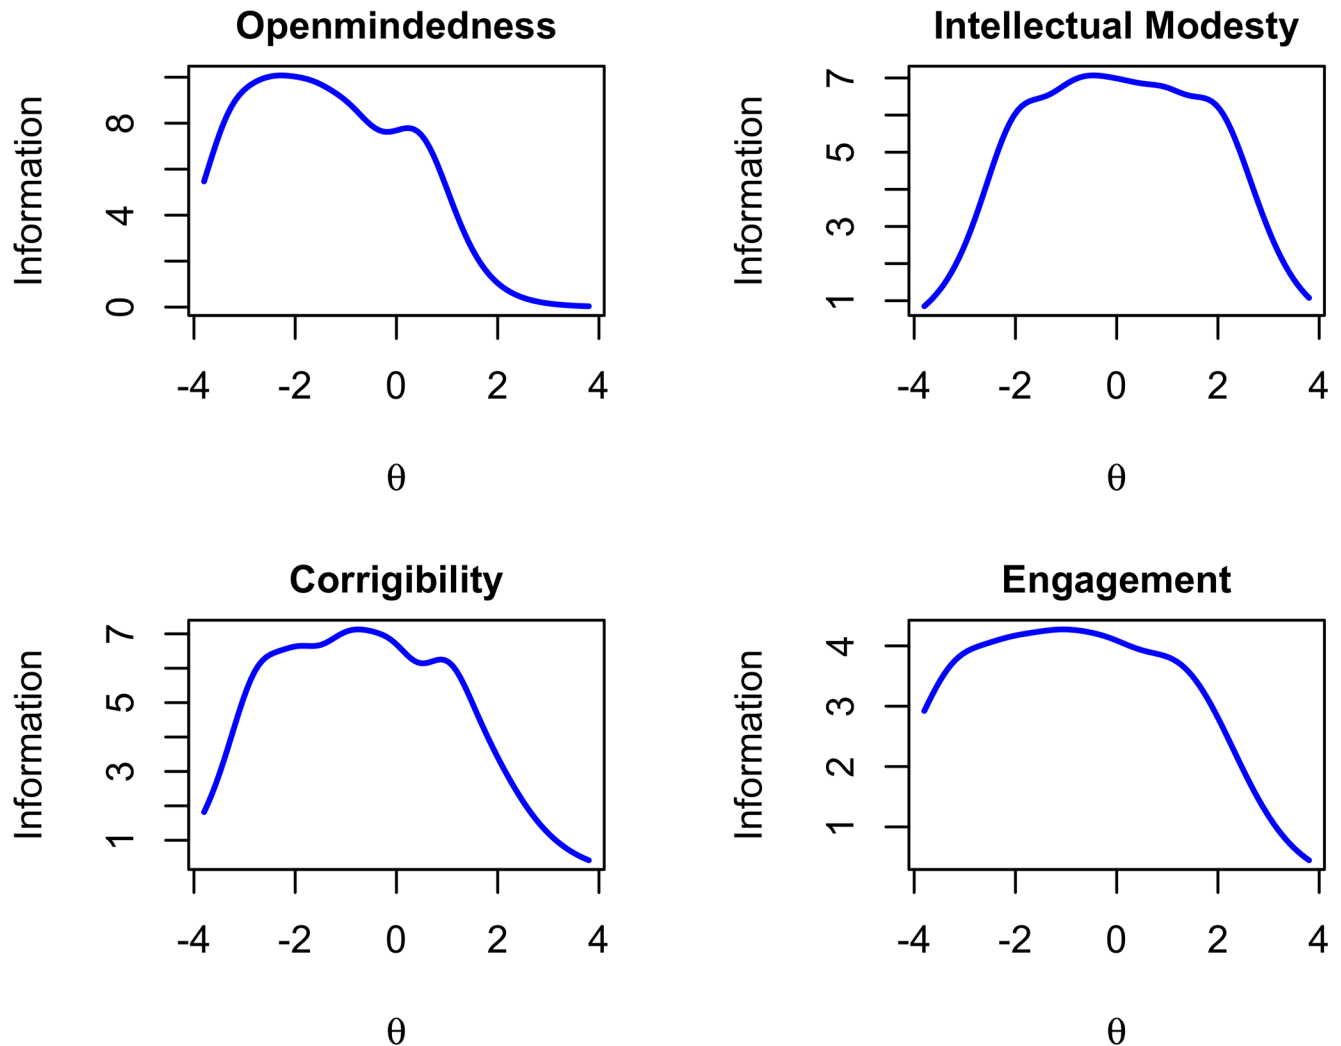 Openmindedness
Information
0 4 8
-4 -2 0 2 4
θ
Intellectual Modesty
Information
1 3 5 7
-4 -2 0 2 4
θ
Corrigibility
Information
1 3 5 7
-4 -2 0 2 4
θ
Engagement
Information
1 2 3 4
-4 -2 0 2 4
θ